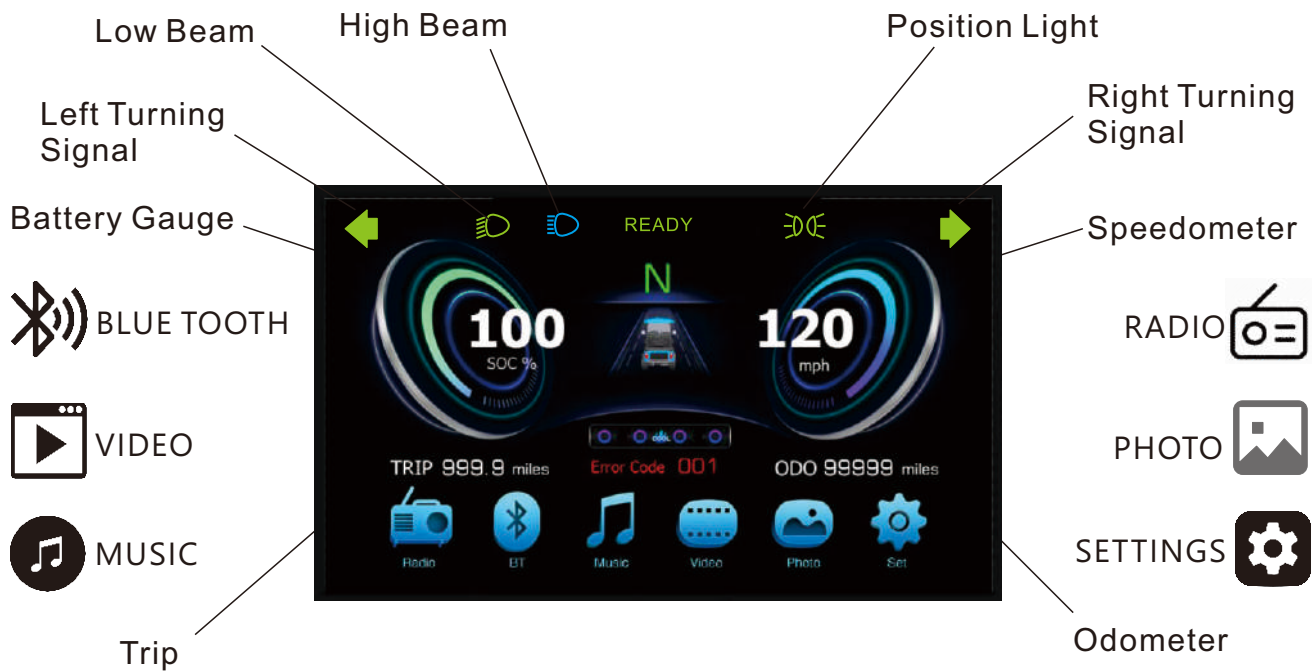 Low Beam
High Beam
Position Light
Left Turning
Signal
Right Turning
Signal
Battery Gauge
Speedometer
READY
N
BLUE TOOTH
100
SOC %
120
mph
RADIO
VIDEO
COOL
PHOTO
TRIP 999.9 miles
Error Code 001
ODO 99999 miles
MUSIC
Radio
BT
Music
Video
Photo
Set
SETTINGS
Trip
Odometer